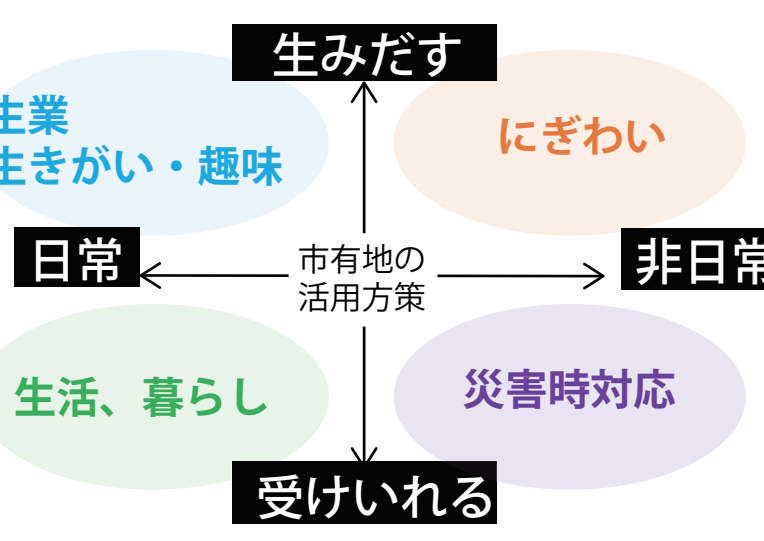 生みだす
生業
生きがい・趣味
にぎわい
日常
市有地の
活用方策
非日常
生活、暮らし
災害時対応
受けいれる